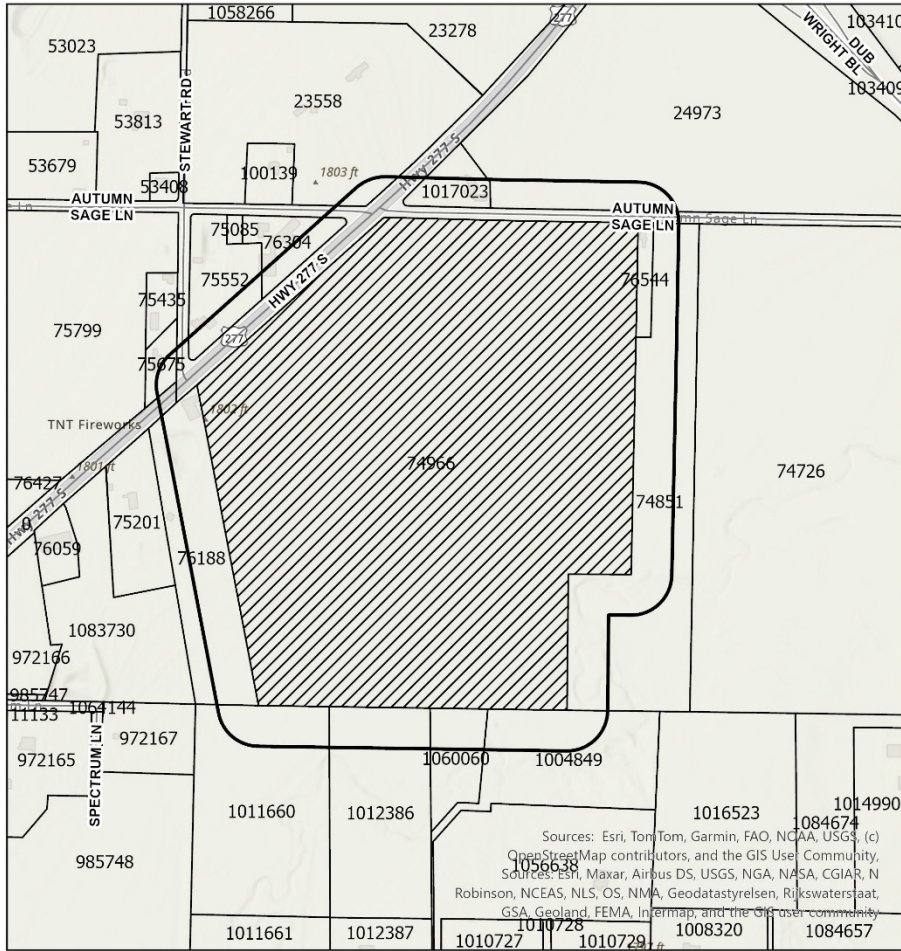 1058266
277
103410
53023
23278
DUB
WRIGHT BL
STEWART RD
103409
23558
24973
53813
53679
1803 ft
100139
Hwy 277 S
53408
1017023
AUTUMN
SAGE LN
AUTUMN
SAGE LN
75085
76304
75552
HWY 277 S
76544
75435
75799
277
75675
1802 ft
TNT Fireworks
74966
74726
1801 ft
76427
0
Hwy 277 S
75201
74851
76059
76188
1083730
972166
985747
11133
1064144
972167
972165
SPECTRUM LN
1060060
1004849
1011660
1012386
1016523
1014990
1084674
985748
1056638
Sources: Esri, TomTom, Garmin, FAO, NOAA, USGS, (c)
OpenStreetMap contributors, and the GIS User Community,
Sources: Esri, Maxar, Airbus DS, USGS, NGA, NASA, CGIAR, N
Robinson, NCEAS, NLS, OS, NMA, Geodatastyrelsen, Rijkswaterstaat,
GSA, Geoland, FEMA, Intermap, and the GIS user community
1011661
1012387
1010727
1010728
1010729
1008320
1084657